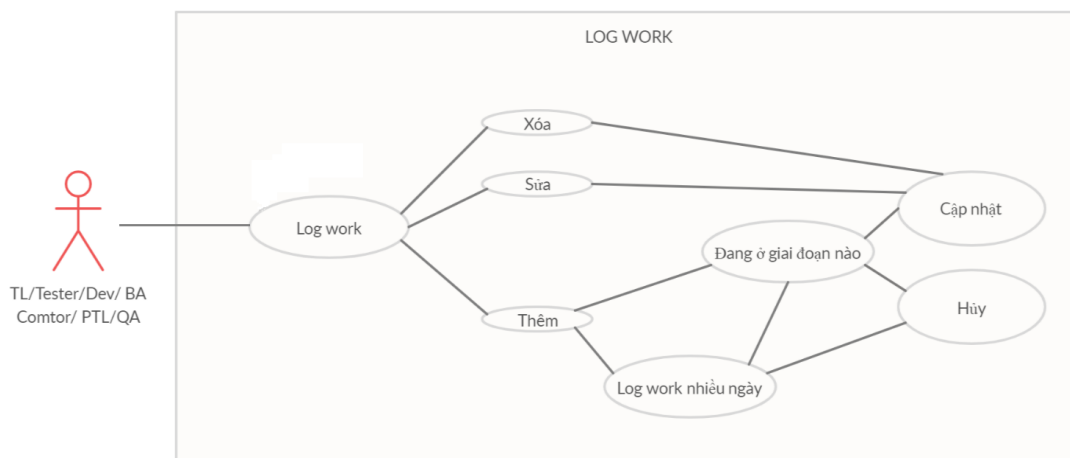 LOG WORK
Xóa
Sửa
Cập nhật
Log work
Đang ở giai đoạn nào
TL/Tester/Dev/ BA
Comtor/ PTL/QA
Thêm
Hủy
Log work nhiều ngày